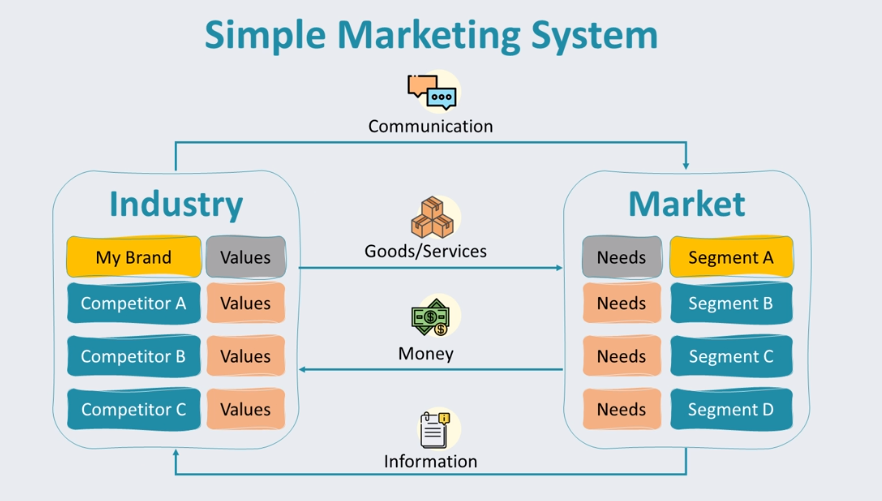 Simple Marketing System
Communication
Industry
Market
Goods/Services
My Brand Values
Needs Segment A
Competitor A Values
Needs Segment B
Money
Competitor B Values
Needs Segment C
Competitor C Values
Needs Segment D
Information